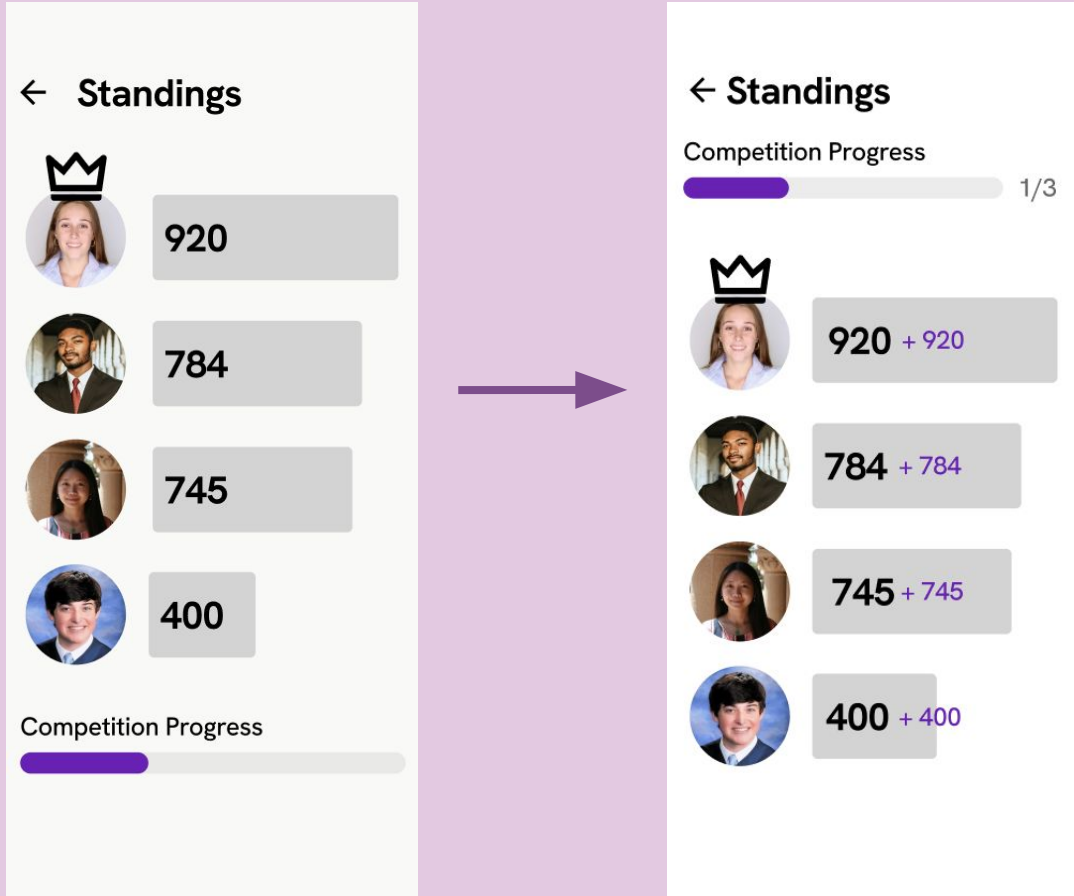 Standings
920
784
745
400
Competition Progress
Standings
Competition Progress
1/3
920 + 920
784 + 784
745 + 745
400 + 400